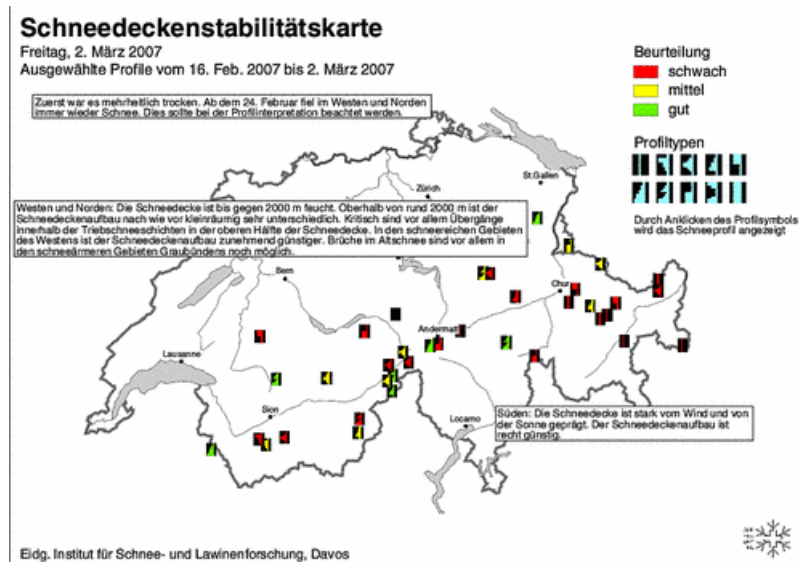 Schneedeckenstabilitätskarte
Freitag, 2. März 2007
Ausgewählte Profile vom 16. Feb. 2007 bis 2. März 2007
Beurteilung
schwach
mittel
gut
Zuerst war es mehrheitlich trocken. Ab dem 24. Februar fiel im Westen und Norden
immer wieder Schnee. Dies sollte bei der Profilinterpretation beachtet werden.
Profiltypen
Durch Anklicken des Profilsymbols
wird das Schneeprofil angezeigt
St.Gallen
Zürich
Westen und Norden: Die Schneedecke ist bis gegen 2000 m feucht. Oberhalb von rund 2000 m ist der
Schneedeckenaufbau nach wie vor kleinräumig sehr unterschiedlich. Kritisch sind vor allem Übergänge
innerhalb der Triebschneeschichten in der oberen Hälfte der Schneedecke. In den schneereichen Gebieten
des Westens ist der Schneedeckenaufbau zunehmend günstiger. Brüche im Altschnee sind vor allem in
den schneeärmeren Gebieten Graubündens noch möglich.
Bern
Chur
Andermatt
Lausanne
Sion
Locarno
Süden: Die Schneedecke ist stark vom Wind und von
der Sonne geprägt. Der Schneedeckenaufbau ist
recht günstig.
Eidg. Institut für Schnee- und Lawinenforschung, Davos